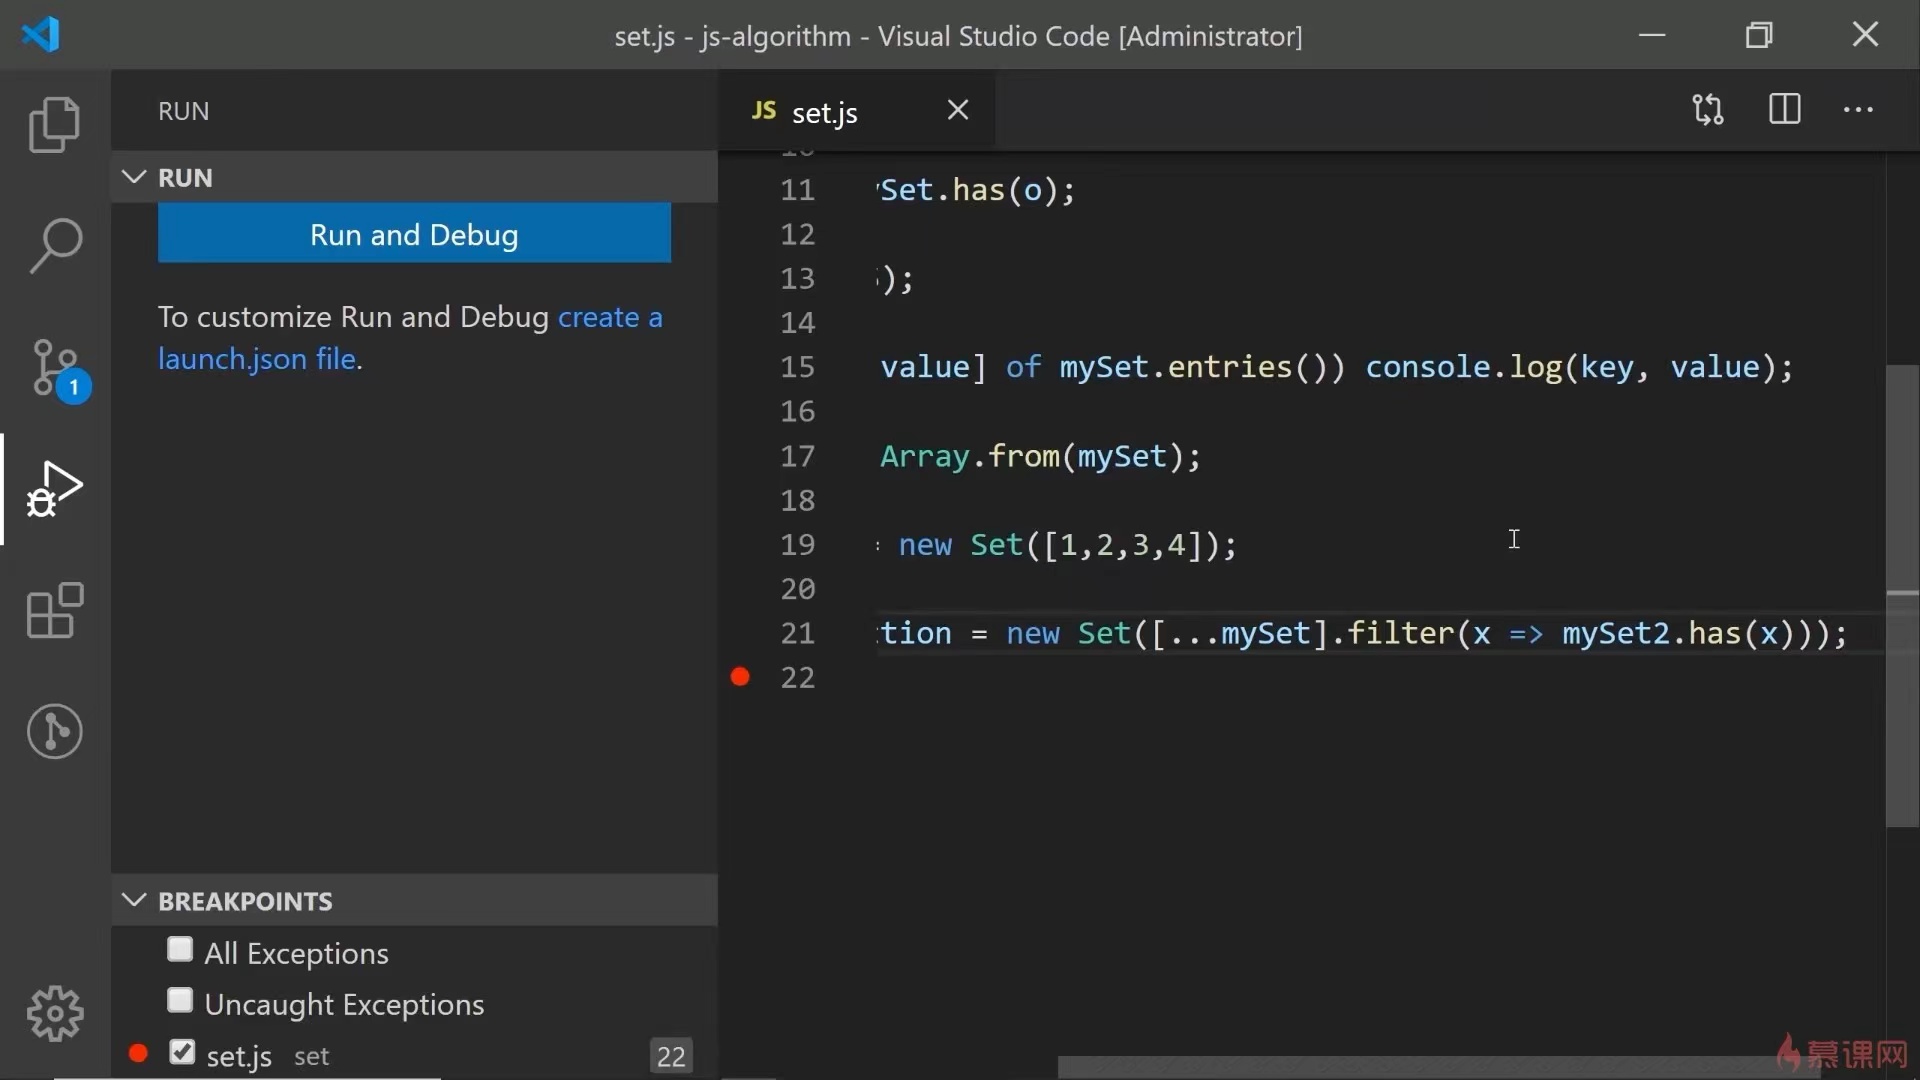 set.js - js-algorithm - Visual Studio Code [Administrator]
RUN
RUN
Run and Debug
To customize Run and Debug create a
launch.json file.
BREAKPOINTS
All Exceptions
Uncaught Exceptions
set.js set 22
JS set.js
11 Set.has(o);
12
13 );
14
15 value] of mySet.entries()) console.log(key, value);
16
17 Array.from(mySet);
18
19 new Set([1,2,3,4]);
20
21 tion = new Set([...mySet].filter(x => mySet2.has(x)));
22
1
慕课网